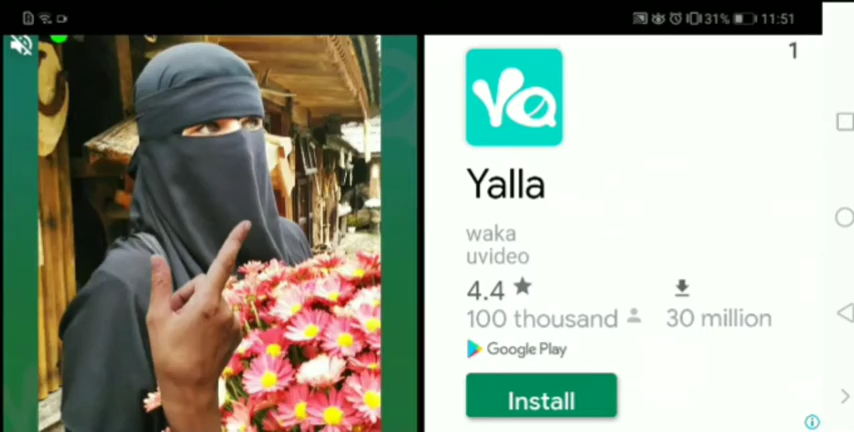 31% 11:51
1
Yalla
waka
uvideo
4.4
100 thousand 30 million
Google Play
Install